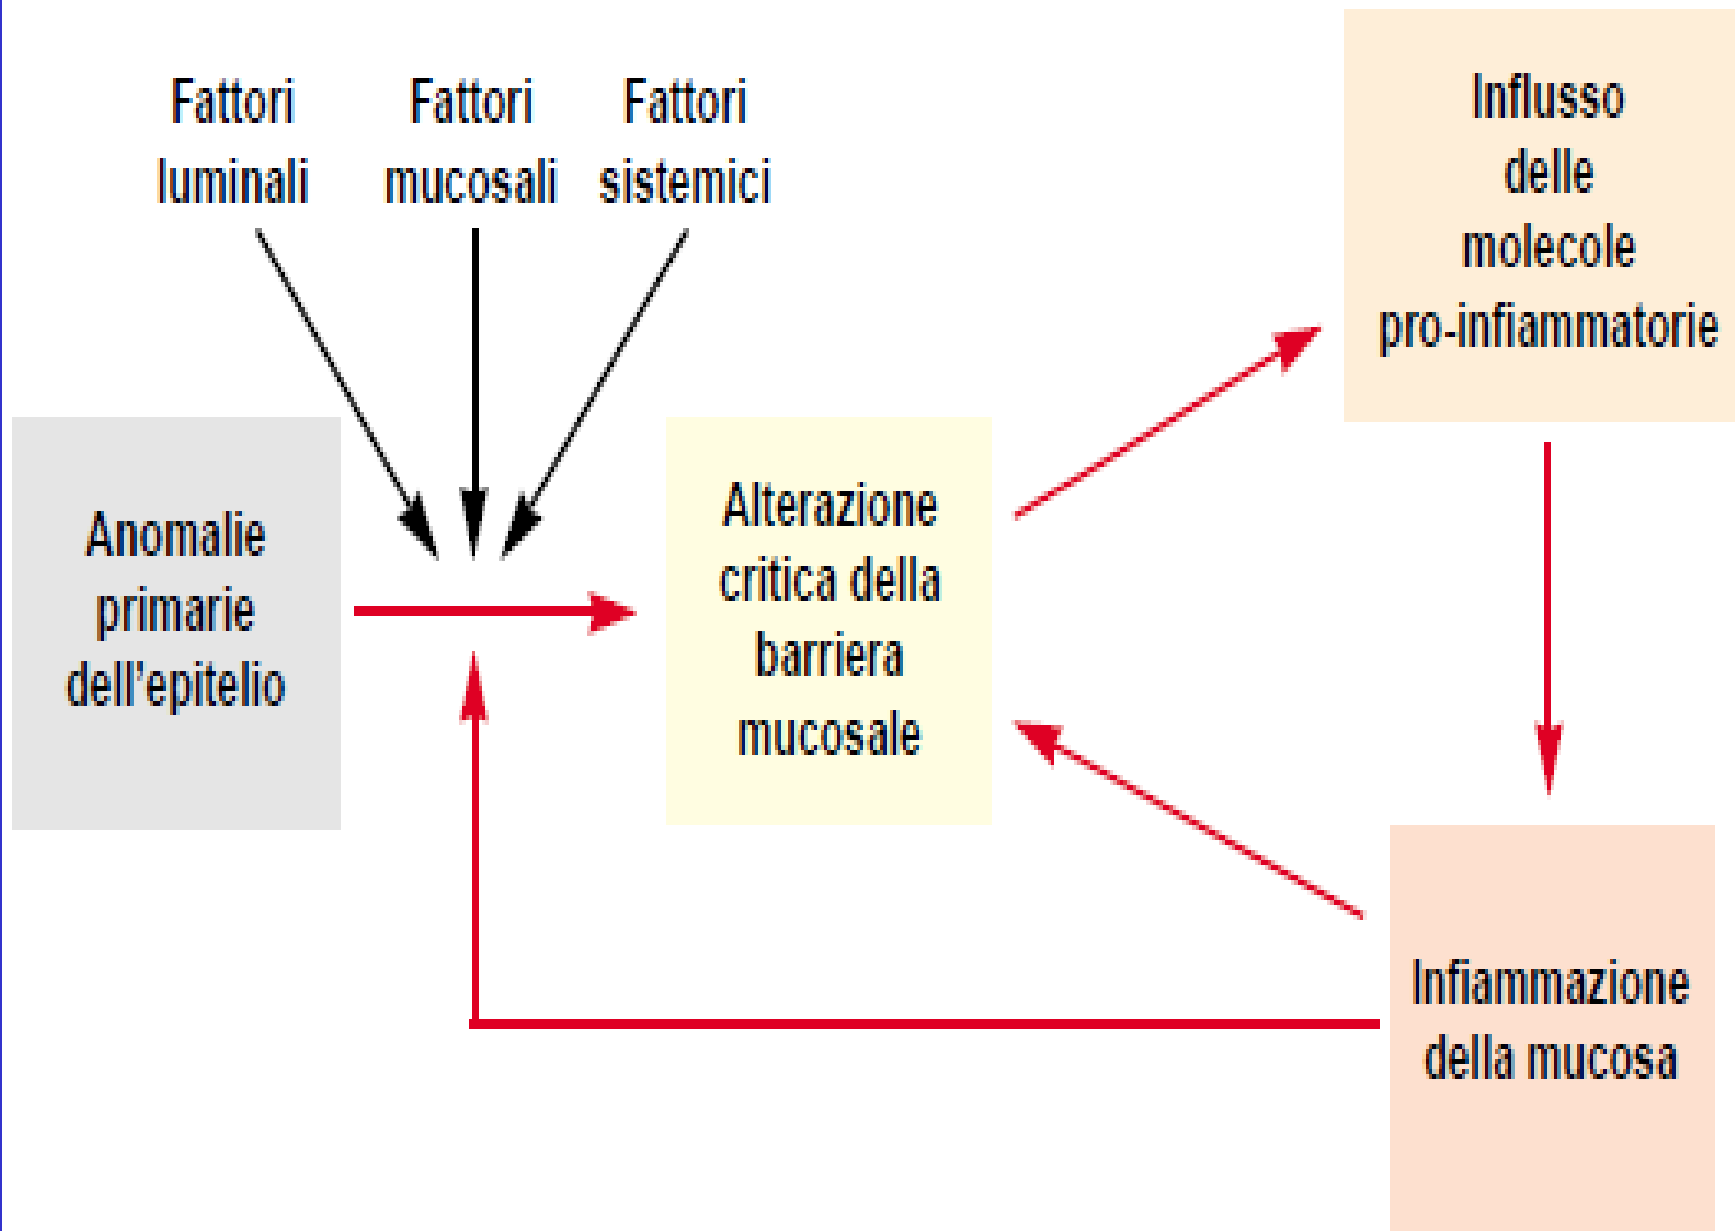 Fattori
luminali
Fattori
mucosali
Fattori
sistemici
Influsso
delle
molecole
pro-infiammatorie
Anomalie
primarie
dell'epitelio
Alterazione
critica della
barriera
mucosale
Infiammazione
della mucosa